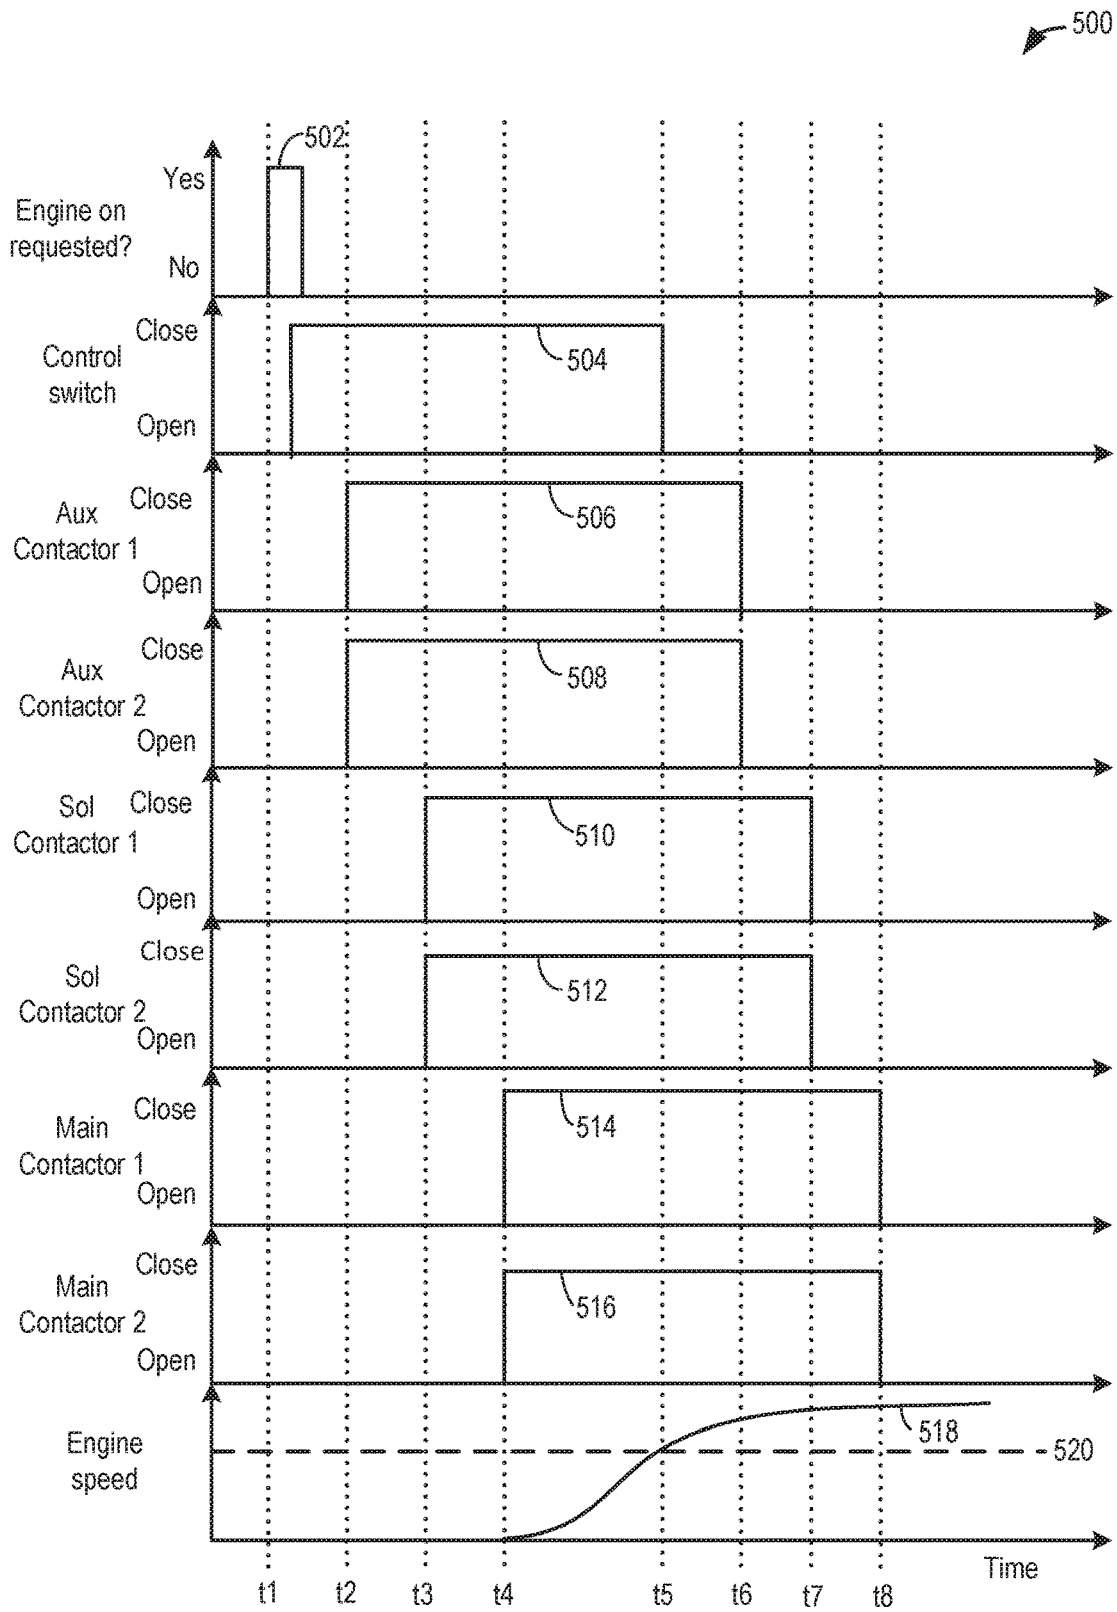 500
502
Yes
Engine on
requested?
No
Close
Control
switch
504
Open
Close
Aux
Contactor 1
506
Open
Close
Aux
Contactor 2
508
Open
Close
Sol
Contactor 1
510
Open
Close
Sol
Contactor 2
512
Open
Close
Main
Contactor 1
514
Open
Close
Main
Contactor 2
516
Open
Engine
speed
518
520
Time
t1 t2 t3 t4 t5 t6 t7 t8